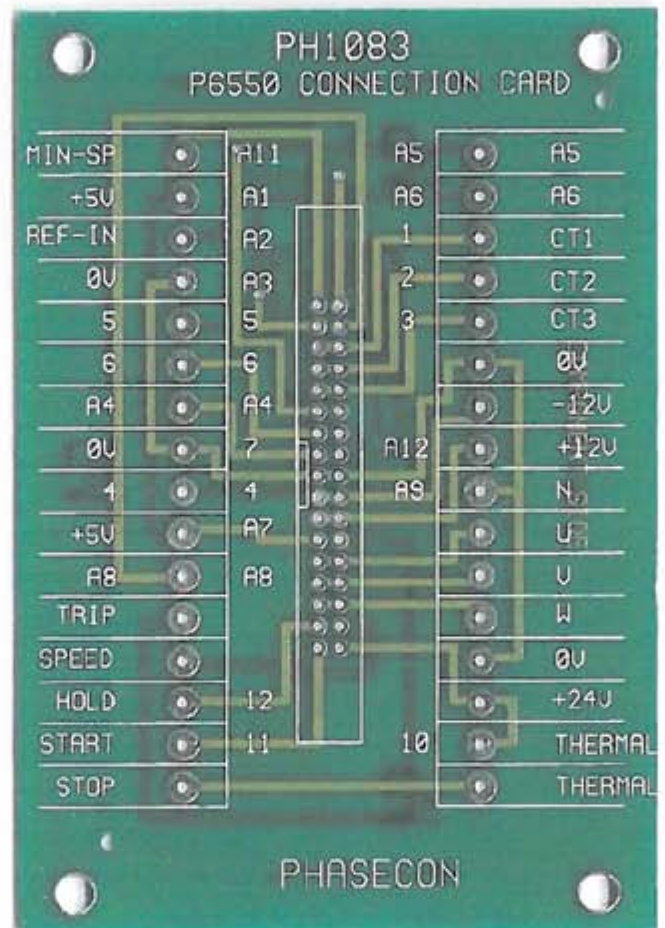 PH1083
P6550 CONNECTION CARD
MIN-SP A11 A5 A5
+5V A1 A6 A6
REF-IN A2 1 CT1
0V A3 2 CT2
5 5 3 CT3
6 6 0V
A4 A4 -12V
0V 7 A12 +12V
4 4 A9 N
+5V A7 U
A8 A8 V
TRIP W
SPEED 0V
HOLD 12 +24V
START 11 10 THERMAL
STOP THERMAL
PHASECON